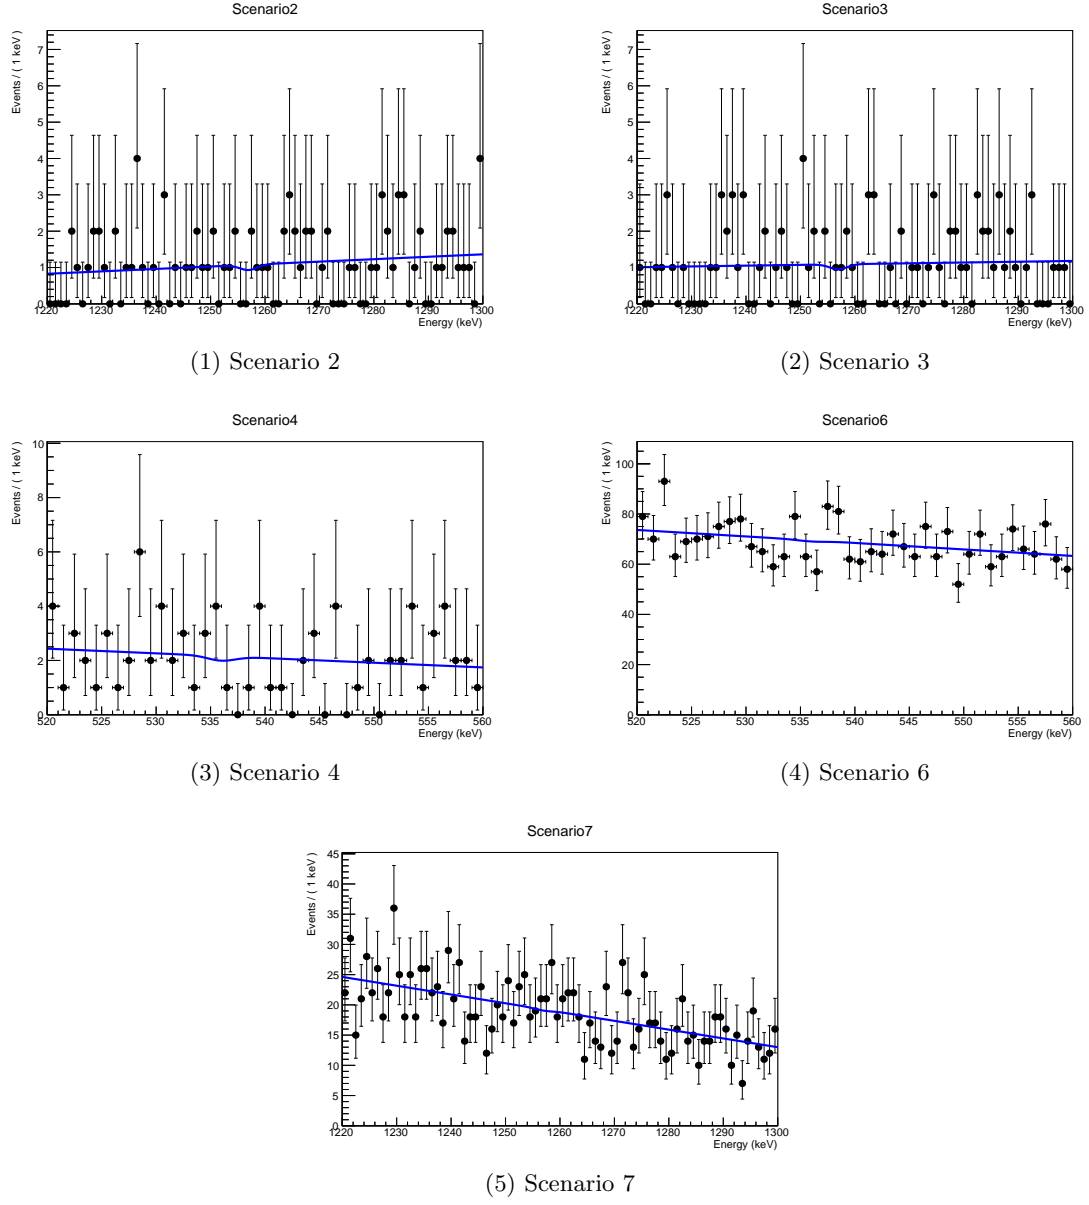 Scenario2
Events / ( 1 keV )
7
6
5
4
3
2
1
0
1220 1230 1240 1250 1260 1270 1280 1290 1300
Energy (keV)
(1) Scenario 2
Scenario3
Events / ( 1 keV )
7
6
5
4
3
2
1
0
1220 1230 1240 1250 1260 1270 1280 1290 1300
Energy (keV)
(2) Scenario 3
Scenario4
Events / ( 1 keV )
10
8
6
4
2
0
520 525 530 535 540 545 550 555 560
Energy (keV)
(3) Scenario 4
Scenario6
Events / ( 1 keV )
100
80
60
40
20
0
520 525 530 535 540 545 550 555 560
Energy (keV)
(4) Scenario 6
Scenario7
Events / ( 1 keV )
45
40
35
30
25
20
15
10
5
0
1220 1230 1240 1250 1260 1270 1280 1290 1300
Energy (keV)
(5) Scenario 7